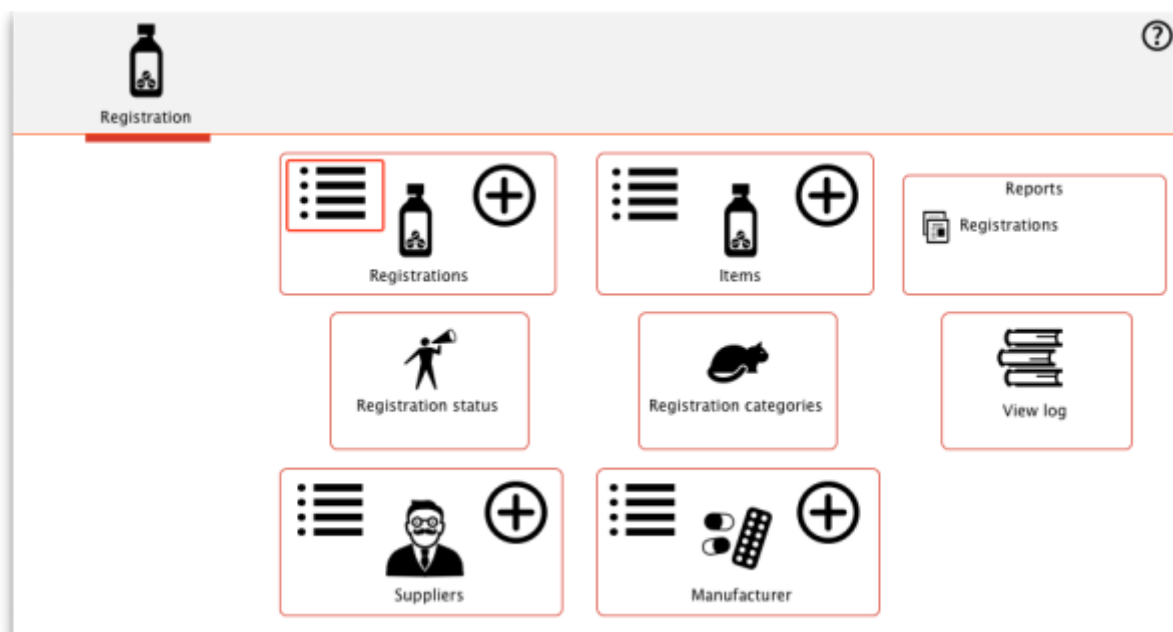 ?
Registration
Registrations
Items
Reports
Registrations
Registration status
Registration categories
View log
Suppliers
Manufacturer